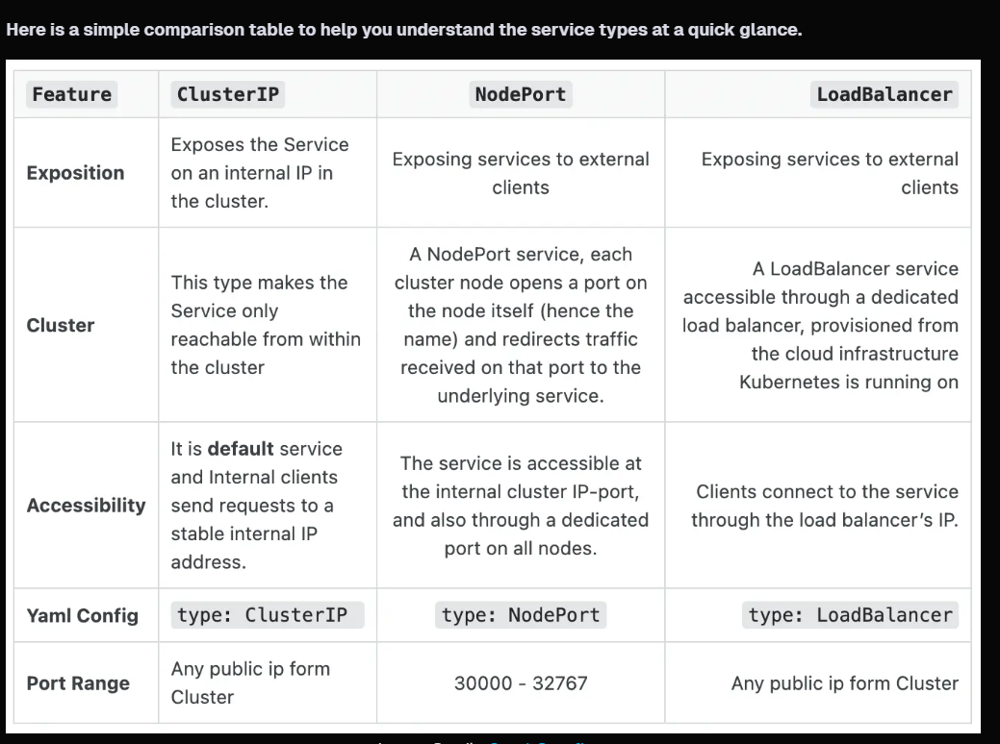 Here is a simple comparison table to help you understand the service types at a quick glance.
Feature ClusterIP NodePort LoadBalancer
Exposition
Exposes the Service
on an internal IP in
the cluster.
Exposing services to external
clients
Exposing services to external
clients
Cluster
This type makes the
Service only
reachable from within
the cluster
A NodePort service, each
cluster node opens a port on
the node itself (hence the
name) and redirects traffic
received on that port to the
underlying service.
A LoadBalancer service
accessible through a dedicated
load balancer, provisioned from
the cloud infrastructure
Kubernetes is running on
Accessibility
It is default service
and Internal clients
send requests to a
stable internal IP
address.
The service is accessible at
the internal cluster IP-port,
and also through a dedicated
port on all nodes.
Clients connect to the service
through the load balancer’s IP.
Yaml Config type: ClusterIP type: NodePort type: LoadBalancer
Port Range
Any public ip form
Cluster
30000 - 32767
Any public ip form Cluster